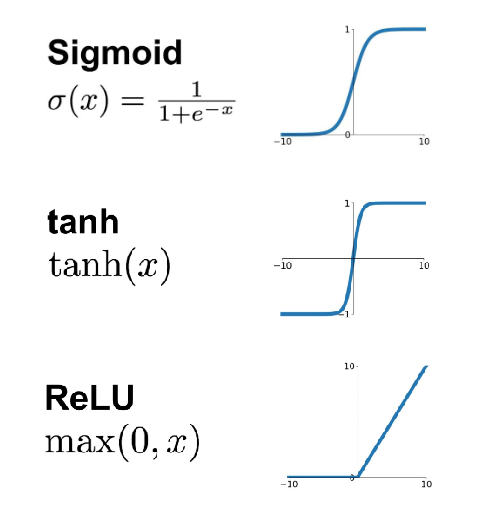 Sigmoid
σ(x) = 1/(1+e^{-x})
1
0
-10
10
tanh
tanh(x)
1
-10
10
-1
ReLU
max(0, x)
10
0
-10
10